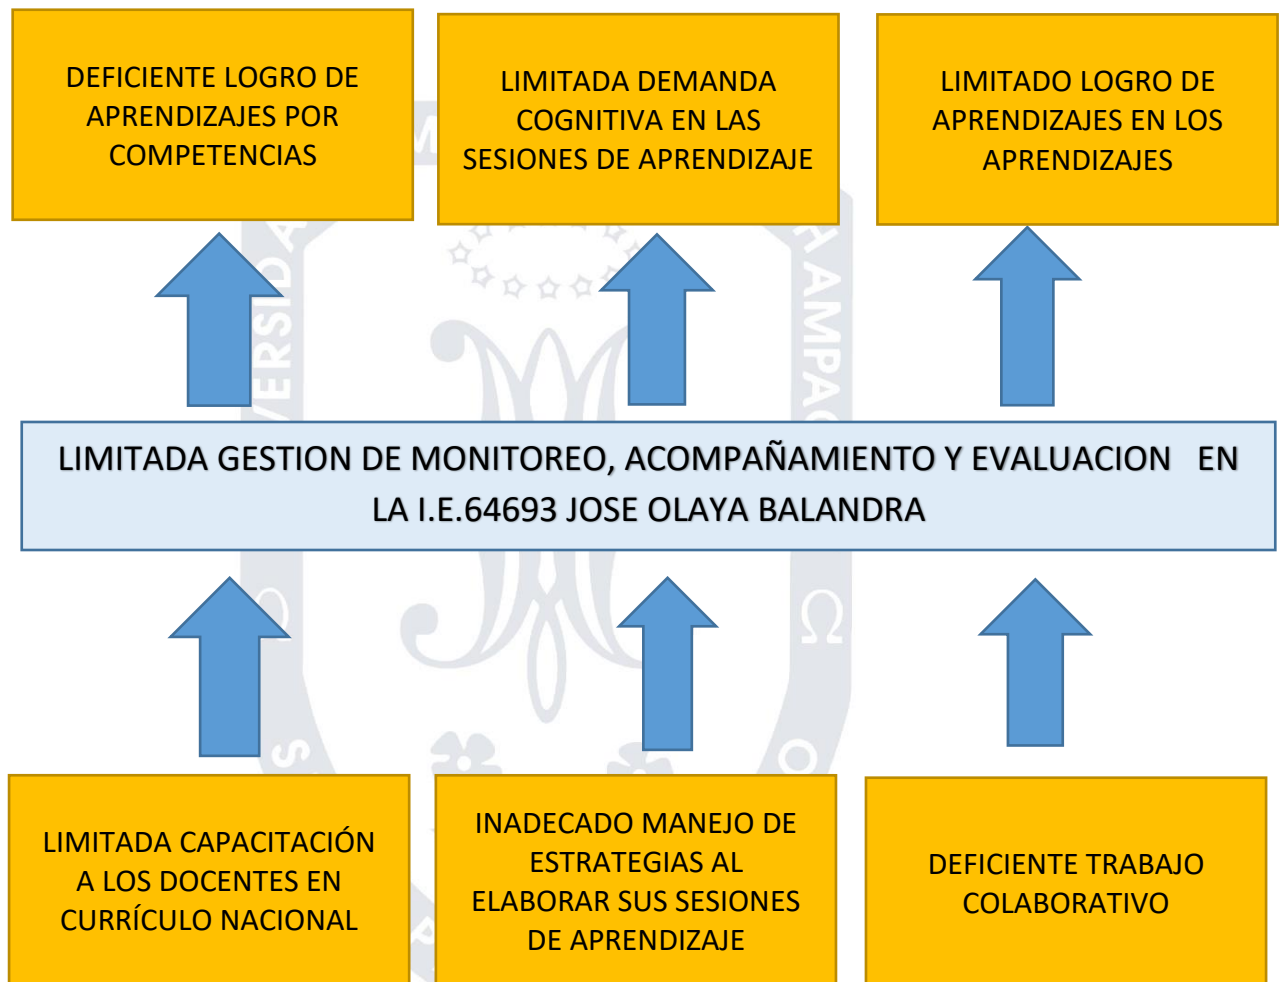 DEFICIENTE LOGRO DE
APRENDIZAJES POR
COMPETENCIAS
LIMITADA DEMANDA
COGNITIVA EN LAS
SESIONES DE APRENDIZAJE
LIMITADO LOGRO DE
APRENDIZAJES EN LOS
APRENDIZAJES
LIMITADA GESTION DE MONITOREO, ACOMPAÑAMIENTO Y EVALUACION EN
LA I.E.64693 JOSE OLAYA BALANDRA
LIMITADA CAPACITACIÓN
A LOS DOCENTES EN
CURRÍCULO NACIONAL
INADECADO MANEJO DE
ESTRATEGIAS AL
ELABORAR SUS SESIONES
DE APRENDIZAJE
DEFICIENTE TRABAJO
COLABORATIVO